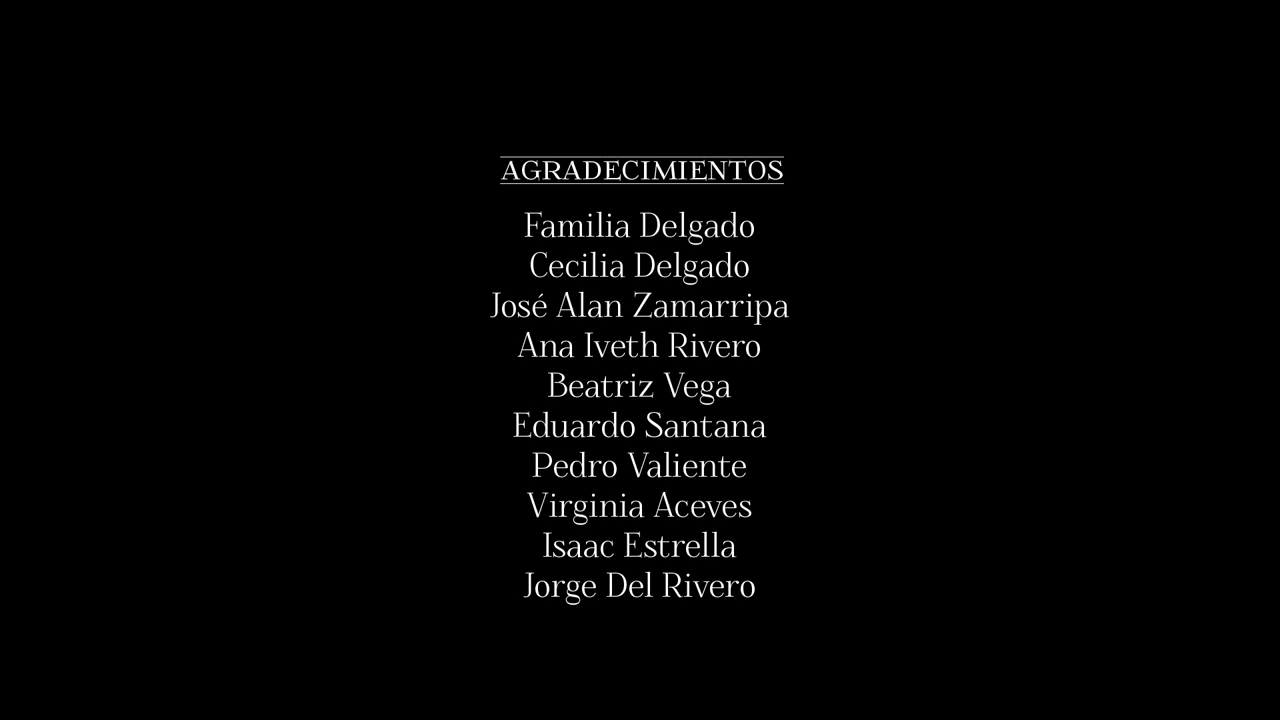 AGRADECIMIENTOS
Familia Delgado
Cecilia Delgado
José Alan Zamarripa
Ana Iveth Rivero
Beatriz Vega
Eduardo Santana
Pedro Valiente
Virginia Aceves
Isaac Estrella
Jorge Del Rivero